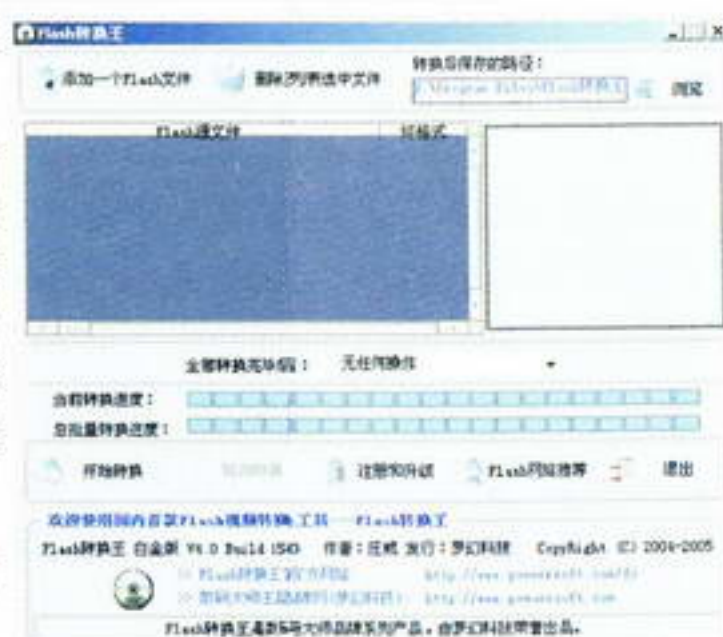 Flash转换王
添加一个Flash文件
删除列表选中文件
转换后保存的路径：
浏览
Flash源文件
全部转换完毕后：
无任何操作
当前转换进度：
总批量转换进度：
开始转换
注册和升级
Flash网站推荐
退出
欢迎使用国内首款Flash视频转换工具---Flash转换王
Flash转换王 白金版 V4.0 Build 1543 作者：汪威 发行：梦幻科技 CopyRight (C) 2004-2005
Flash转换王官方网站
Flash转换王是数码大师品牌系列产品，由梦幻科技荣誉出品。